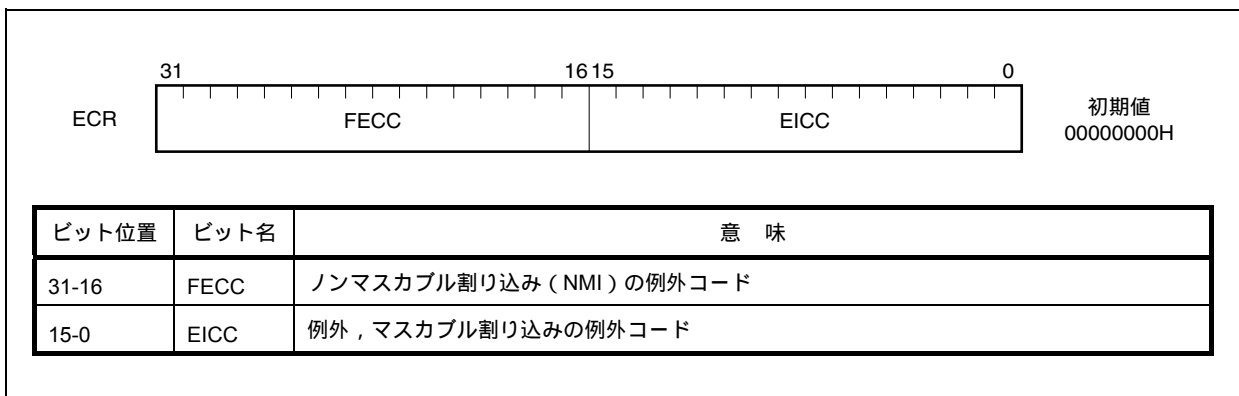 31 16 15 0
ECR FECC EICC 初期値
00000000H
ビット位置 ビット名 意 味
31-16 FECC ノンマスカブル割り込み（NMI）の例外コード
15-0 EICC 例外，マスカブル割り込みの例外コード